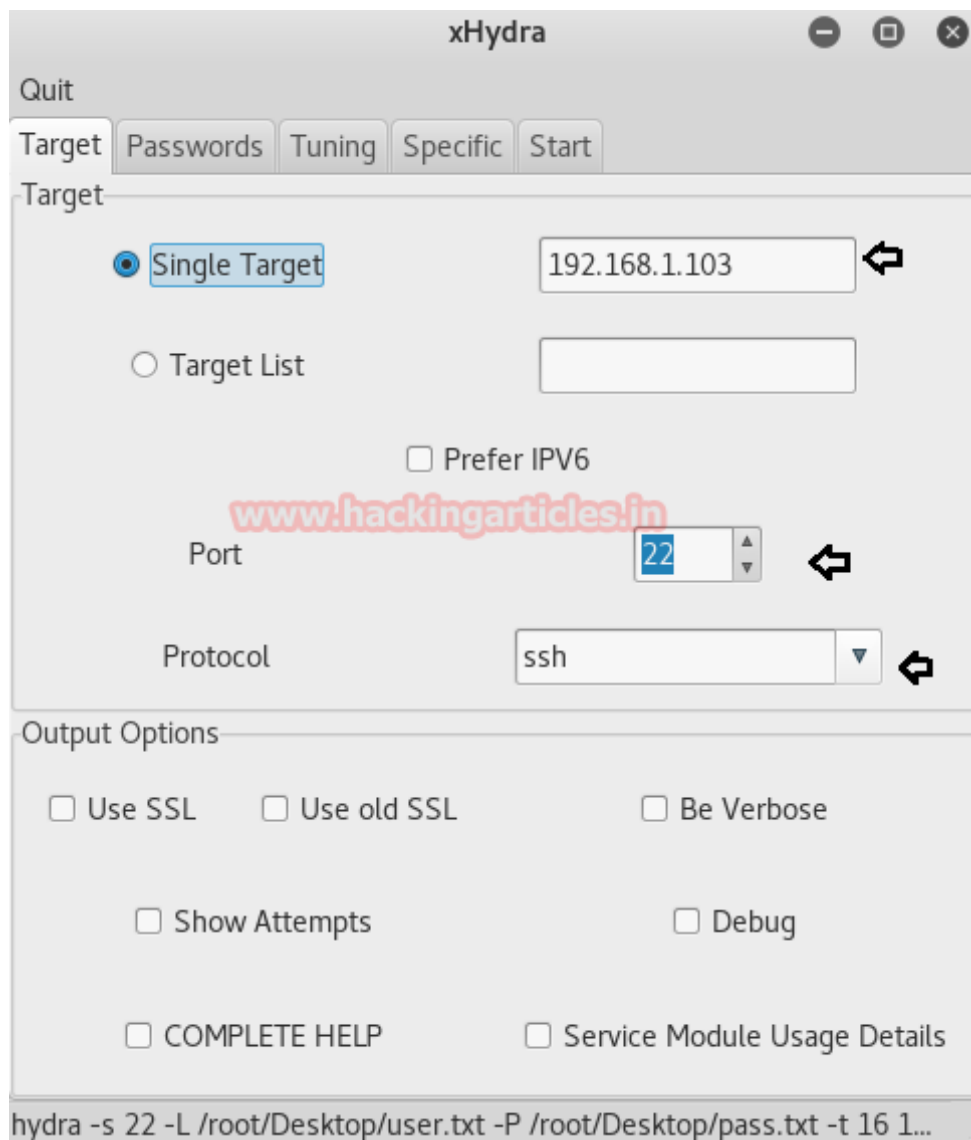 xHydra
Quit
Target Passwords Tuning Specific Start
Target
Single Target 192.168.1.103
Target List
Prefer IPV6
www.hackingarticles.in
Port 22
Protocol ssh
Output Options
Use SSL Use old SSL Be Verbose
Show Attempts Debug
COMPLETE HELP Service Module Usage Details
hydra -s 22 -L /root/Desktop/user.txt -P /root/Desktop/pass.txt -t 16 1...